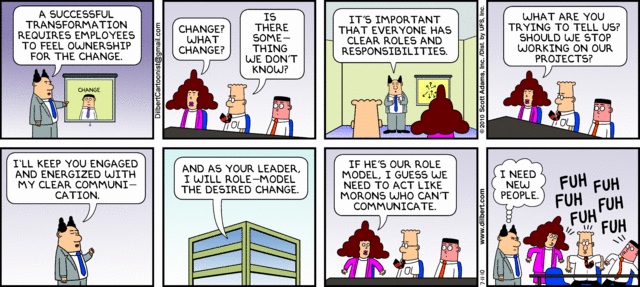 A SUCCESSFUL
TRANSFORMATION
REQUIRES EMPLOYEES
TO FEEL OWNERSHIP
FOR THE CHANGE.
CHANGE
DilbertCartoonist@gmail.com
CHANGE?
WHAT
CHANGE?
IS
THERE
SOME-
THING
WE DON'T
KNOW?
IT'S IMPORTANT
THAT EVERYONE HAS
CLEAR ROLES AND
RESPONSIBILITIES.
© 2010 Scott Adams, Inc./Dist. by UFS, Inc.
WHAT ARE YOU
TRYING TO TELL US?
SHOULD WE STOP
WORKING ON OUR
PROJECTS?
I'LL KEEP YOU ENGAGED
AND ENERGIZED WITH
MY CLEAR COMMUNI-
CATION.
AND AS YOUR LEADER,
I WILL ROLE-MODEL
THE DESIRED CHANGE.
IF HE'S OUR ROLE
MODEL, I GUESS WE
NEED TO ACT LIKE
MORONS WHO CAN'T
COMMUNICATE.
www.dilbert.com
7-11-10
I NEED
NEW
PEOPLE.
FUH FUH
FUH FUH
FUH FUH